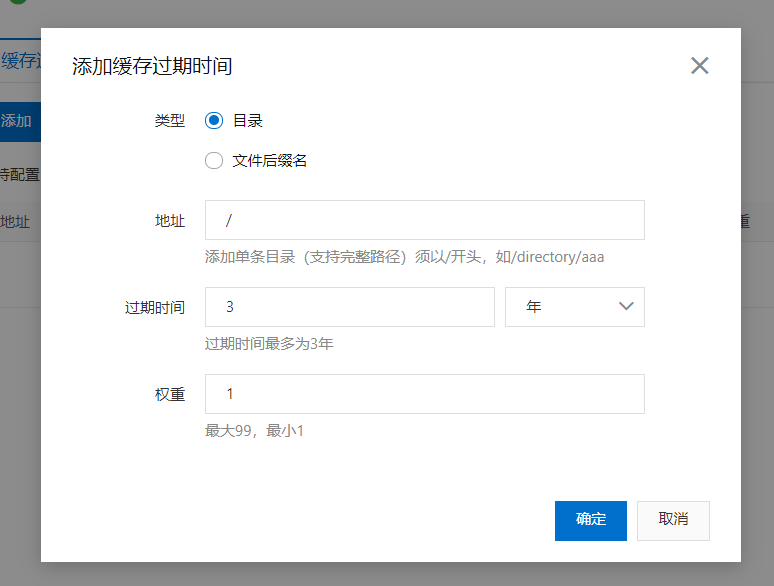 添加缓存过期时间
缓存
添加
待配置
地址
重
类型
目录
文件后缀名
地址
/
添加单条目录（支持完整路径）须以/开头，如/directory/aaa
过期时间
3
年
过期时间最多为3年
权重
1
最大99，最小1
确定
取消